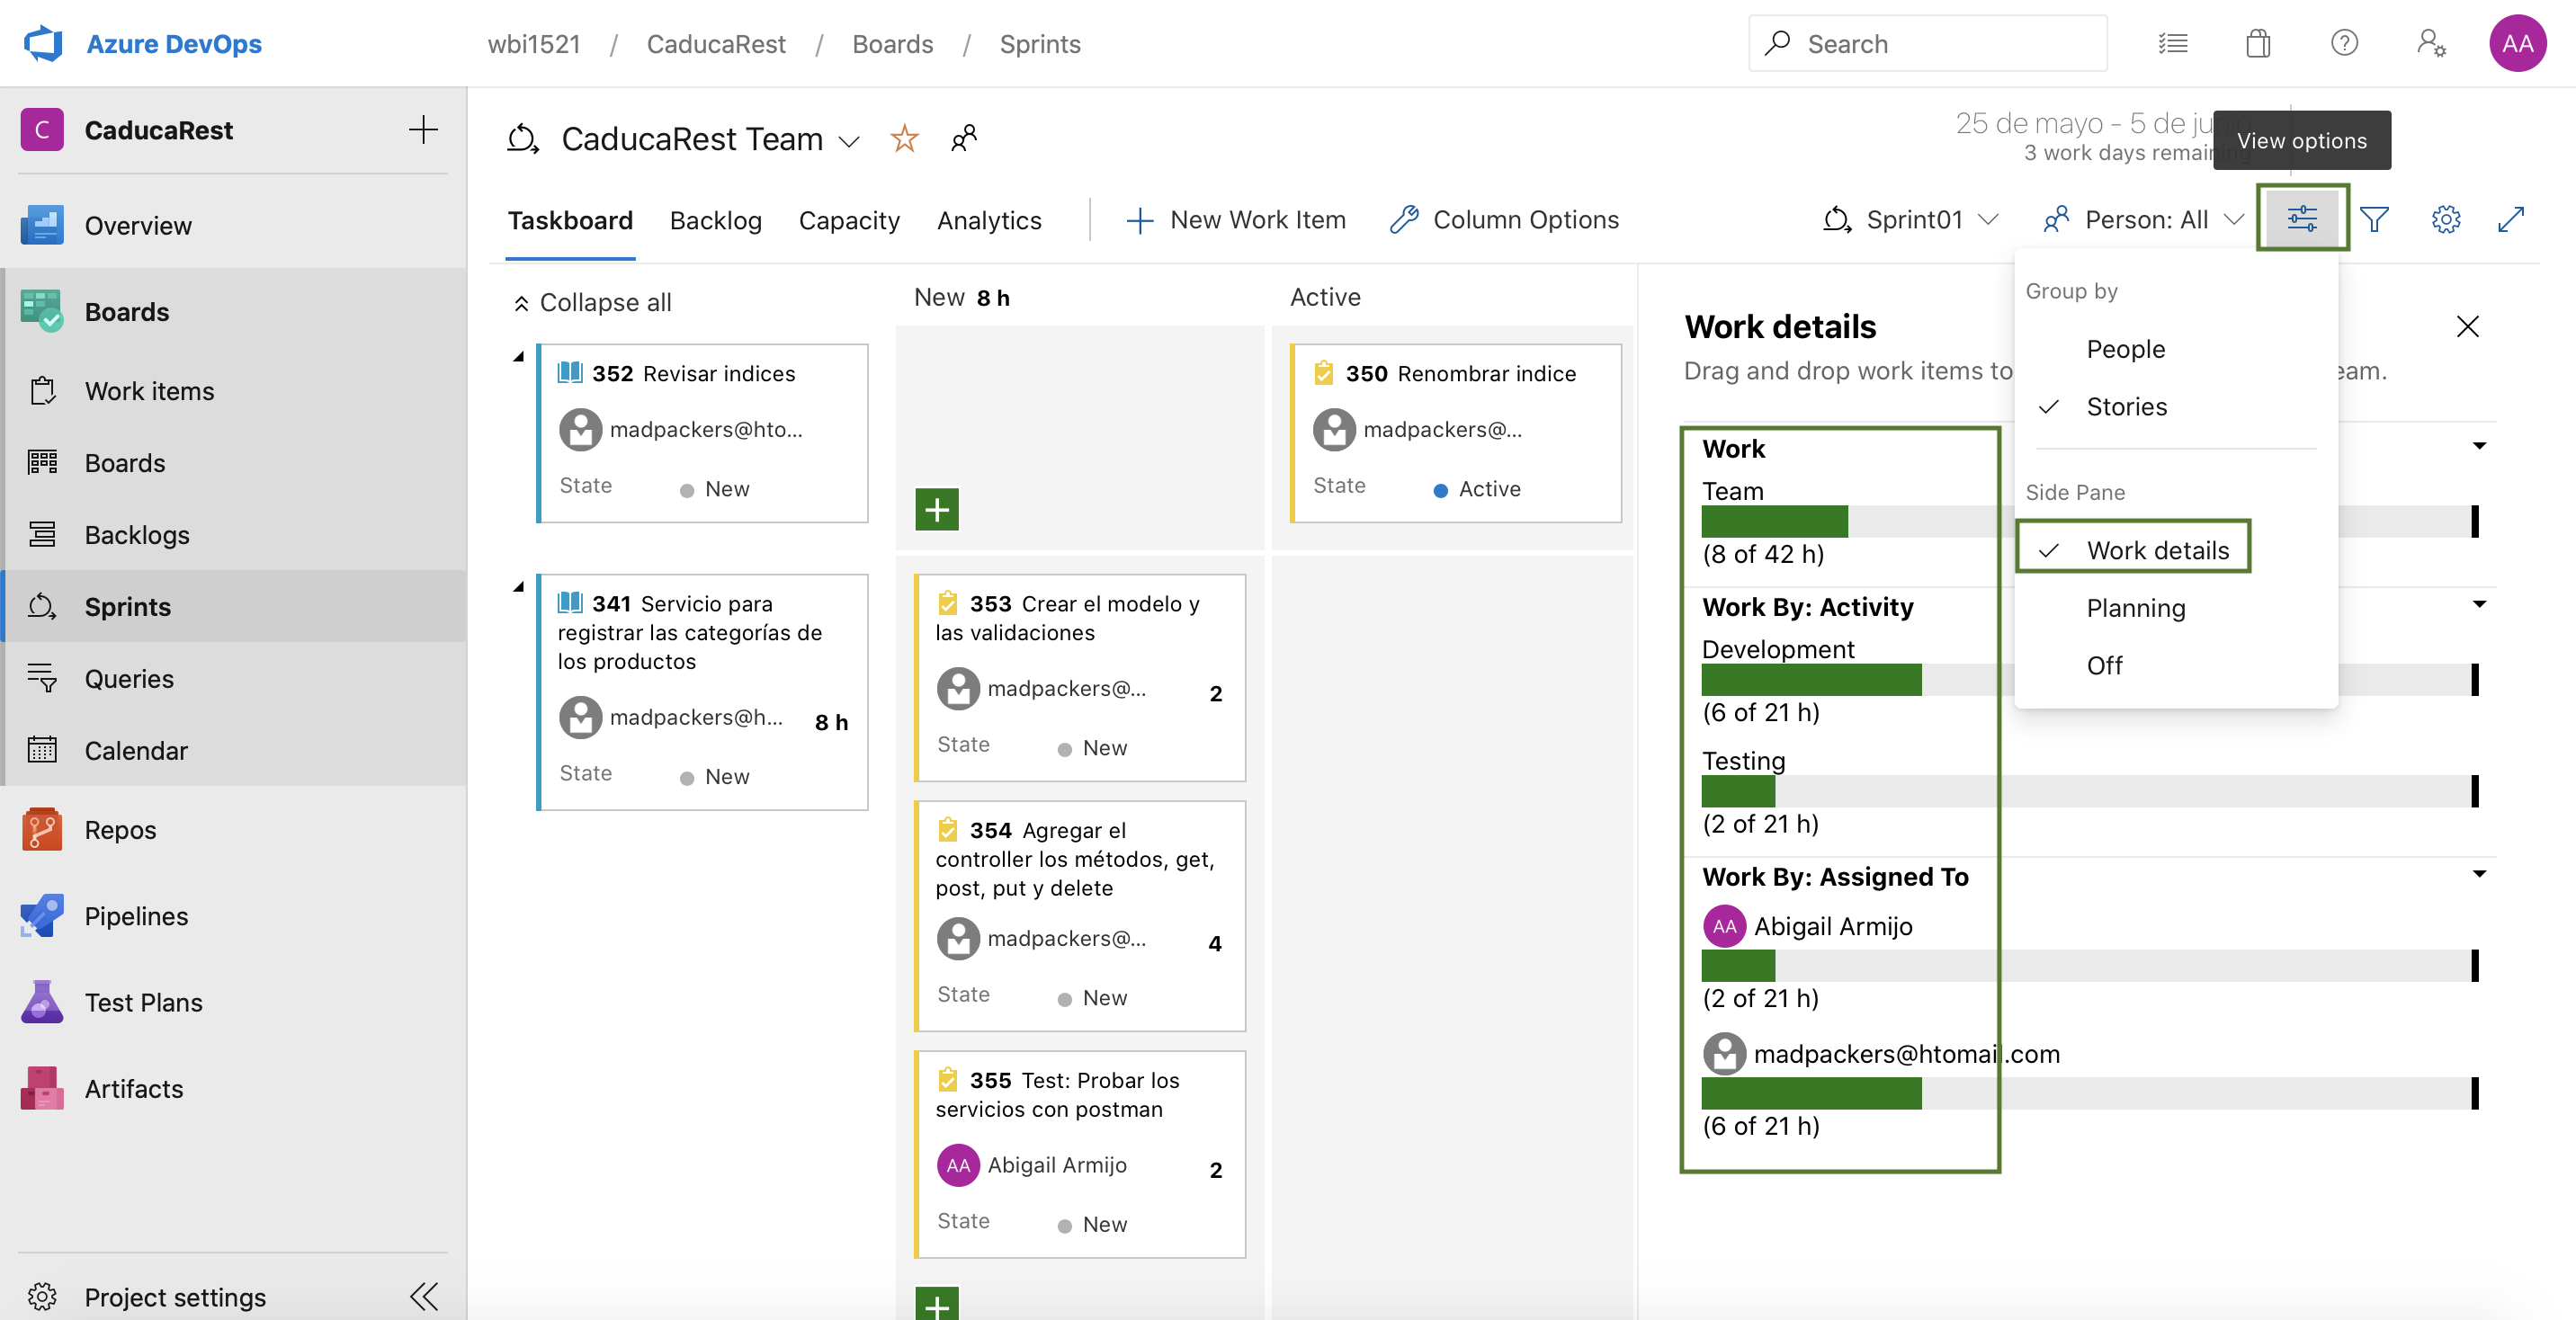 Azure DevOps
wbi1521 / CaducaRest / Boards / Sprints
Search
AA
C CaducaRest
Overview
Boards
Work items
Boards
Backlogs
Sprints
Queries
Calendar
Repos
Pipelines
Test Plans
Artifacts
Project settings
CaducaRest Team
25 de mayo - 5 de
3 work days remaining
View options
Taskboard Backlog Capacity Analytics
New Work Item Column Options
Sprint01 Person: All
Collapse all
New 8 h
Active
352 Revisar indices
madpackers@hto...
State New
350 Renombrar indice
madpackers@...
State Active
341 Servicio para
registrar las categorías de
los productos
madpackers@h... 8 h
State New
353 Crear el modelo y
las validaciones
madpackers@... 2
State New
354 Agregar el
controller los métodos, get,
post, put y delete
madpackers@... 4
State New
355 Test: Probar los
servicios con postman
AA Abigail Armijo 2
State New
Work details
Drag and drop work items to eam.
Work
Team
(8 of 42 h)
Work By: Activity
Development
(6 of 21 h)
Testing
(2 of 21 h)
Work By: Assigned To
AA Abigail Armijo
(2 of 21 h)
madpackers@htomail.com
(6 of 21 h)
Group by
People
Stories
Side Pane
Work details
Planning
Off